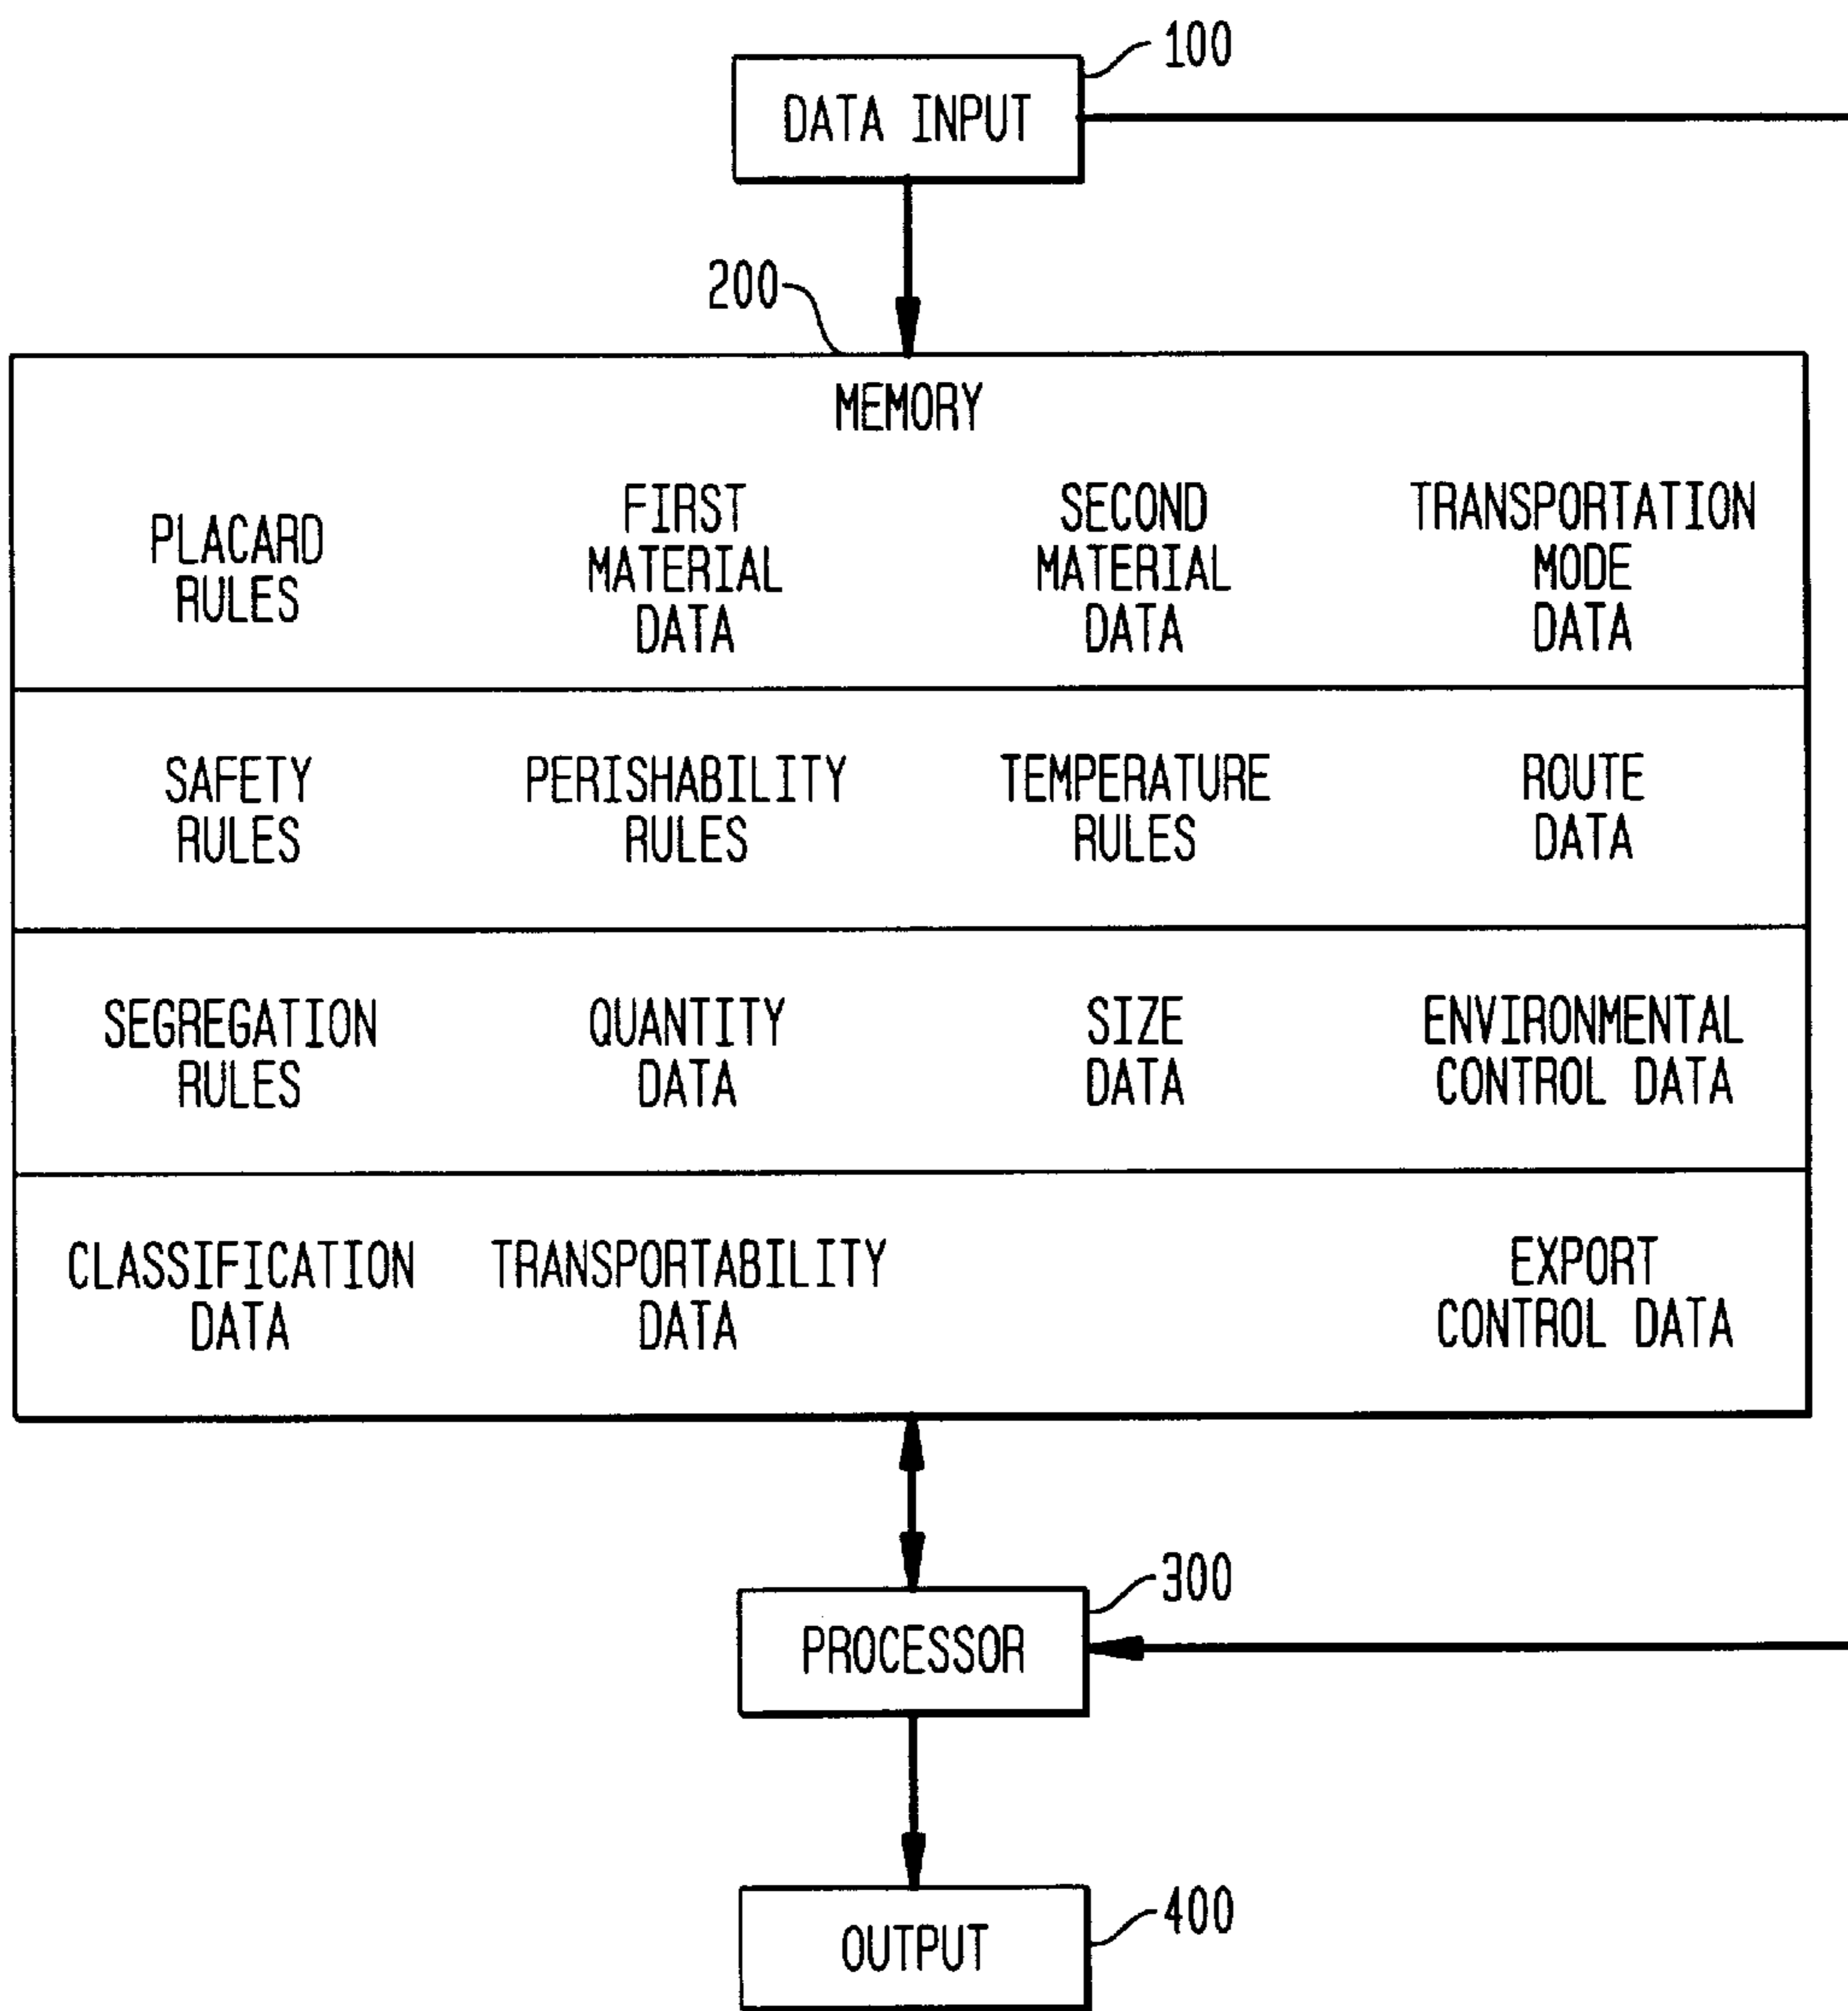 100
DATA INPUT
200
MEMORY
PLACARD
RULES
FIRST
MATERIAL
DATA
SECOND
MATERIAL
DATA
TRANSPORTATION
MODE
DATA
SAFETY
RULES
PERISHABILITY
RULES
TEMPERATURE
RULES
ROUTE
DATA
SEGREGATION
RULES
QUANTITY
DATA
SIZE
DATA
ENVIRONMENTAL
CONTROL DATA
CLASSIFICATION
DATA
TRANSPORTABILITY
DATA
EXPORT
CONTROL DATA
300
PROCESSOR
400
OUTPUT